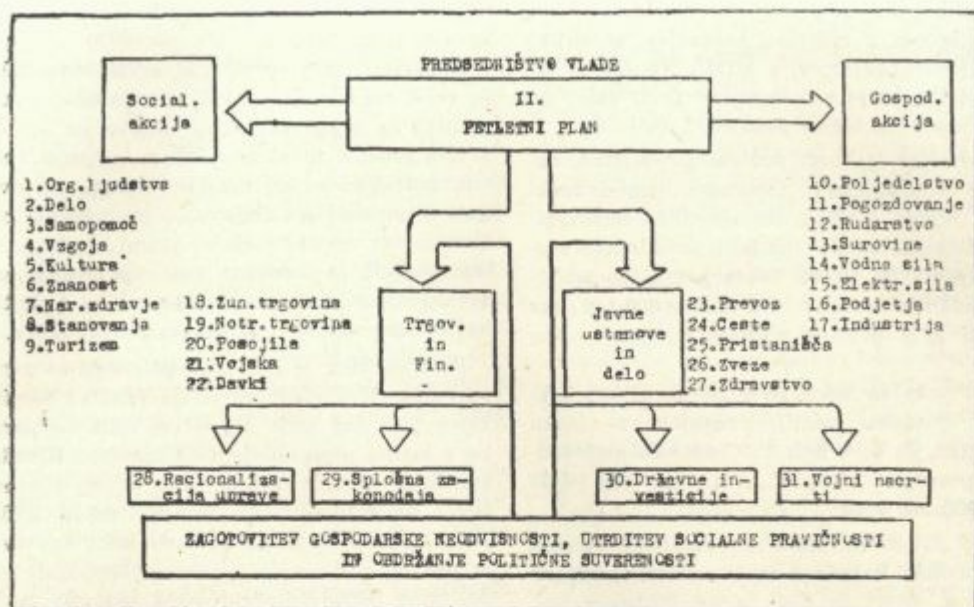 PREDSEDNIŠTVO VLADE
II.
PETLETNI PLAN
Social.
akcija
Gospod.
akcija
1.Org.ljudstva
2.Delo
3.Samopomoč
4.Vzgoja
5.Kultura
6.Znanost
7.Nar.zdravje
8.Stanovanja
9.Turizem
10.Poljedelstvo
11.Pogozdovanje
12.Rudarstvo
13.Surovine
14.Vodna sila
15.Elektr.sila
16.Podjetja
17.Industrija
18.Zun.trgovina
19.Notr.trgovina
20.Posojila
21.Vojska
22.Davki
Trgov.
in
Fin.
Javne
ustanove
in
delo
23.Prevoz
24.Ceste
25.Pristanišča
26.Zveze
27.Zdravstvo
28.Racionaliza-
cija uprave
29.Splošna za-
konodaja
30.Državne in-
vesticije
31.Vojni načr-
ti
ZAGOTOVITEV GOSPODARSKE NEODVISNOSTI, UTRDITEV SOCIALNE PRAVIČNOSTI
IN OBDRŽANJE POLITIČNE SUVERENOSTI